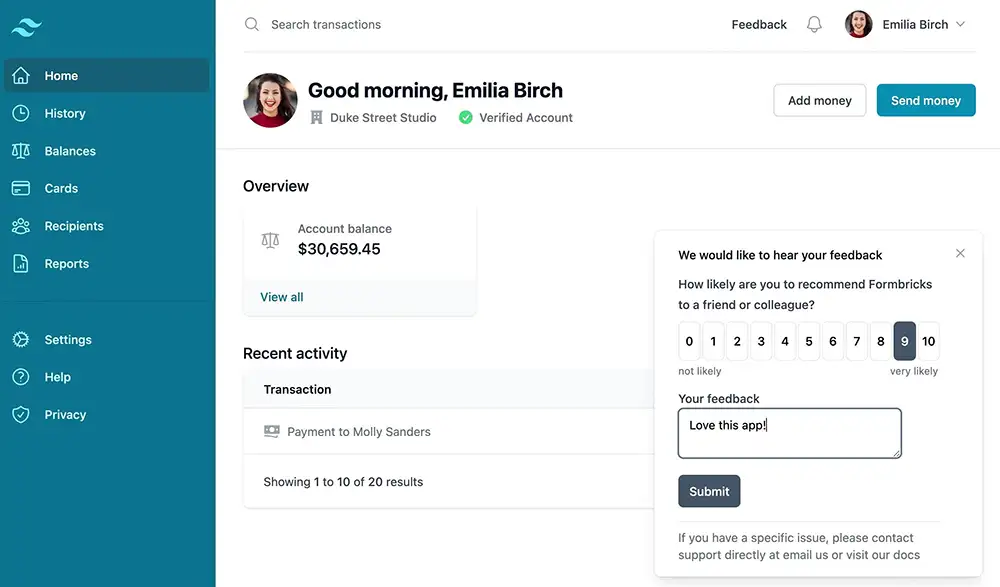 Search transactions
Feedback
Emilia Birch
Home
History
Balances
Cards
Recipients
Reports
Settings
Help
Privacy
Good morning, Emilia Birch
Duke Street Studio
Verified Account
Add money
Send money
Overview
Account balance
$30,659.45
View all
Recent activity
Transaction
Payment to Molly Sanders
Showing 1 to 10 of 20 results
We would like to hear your feedback
How likely are you to recommend Formbricks
to a friend or colleague?
0 1 2 3 4 5 6 7 8 9 10
not likely very likely
Your feedback
Love this app!
Submit
If you have a specific issue, please contact
support directly at email us or visit our docs